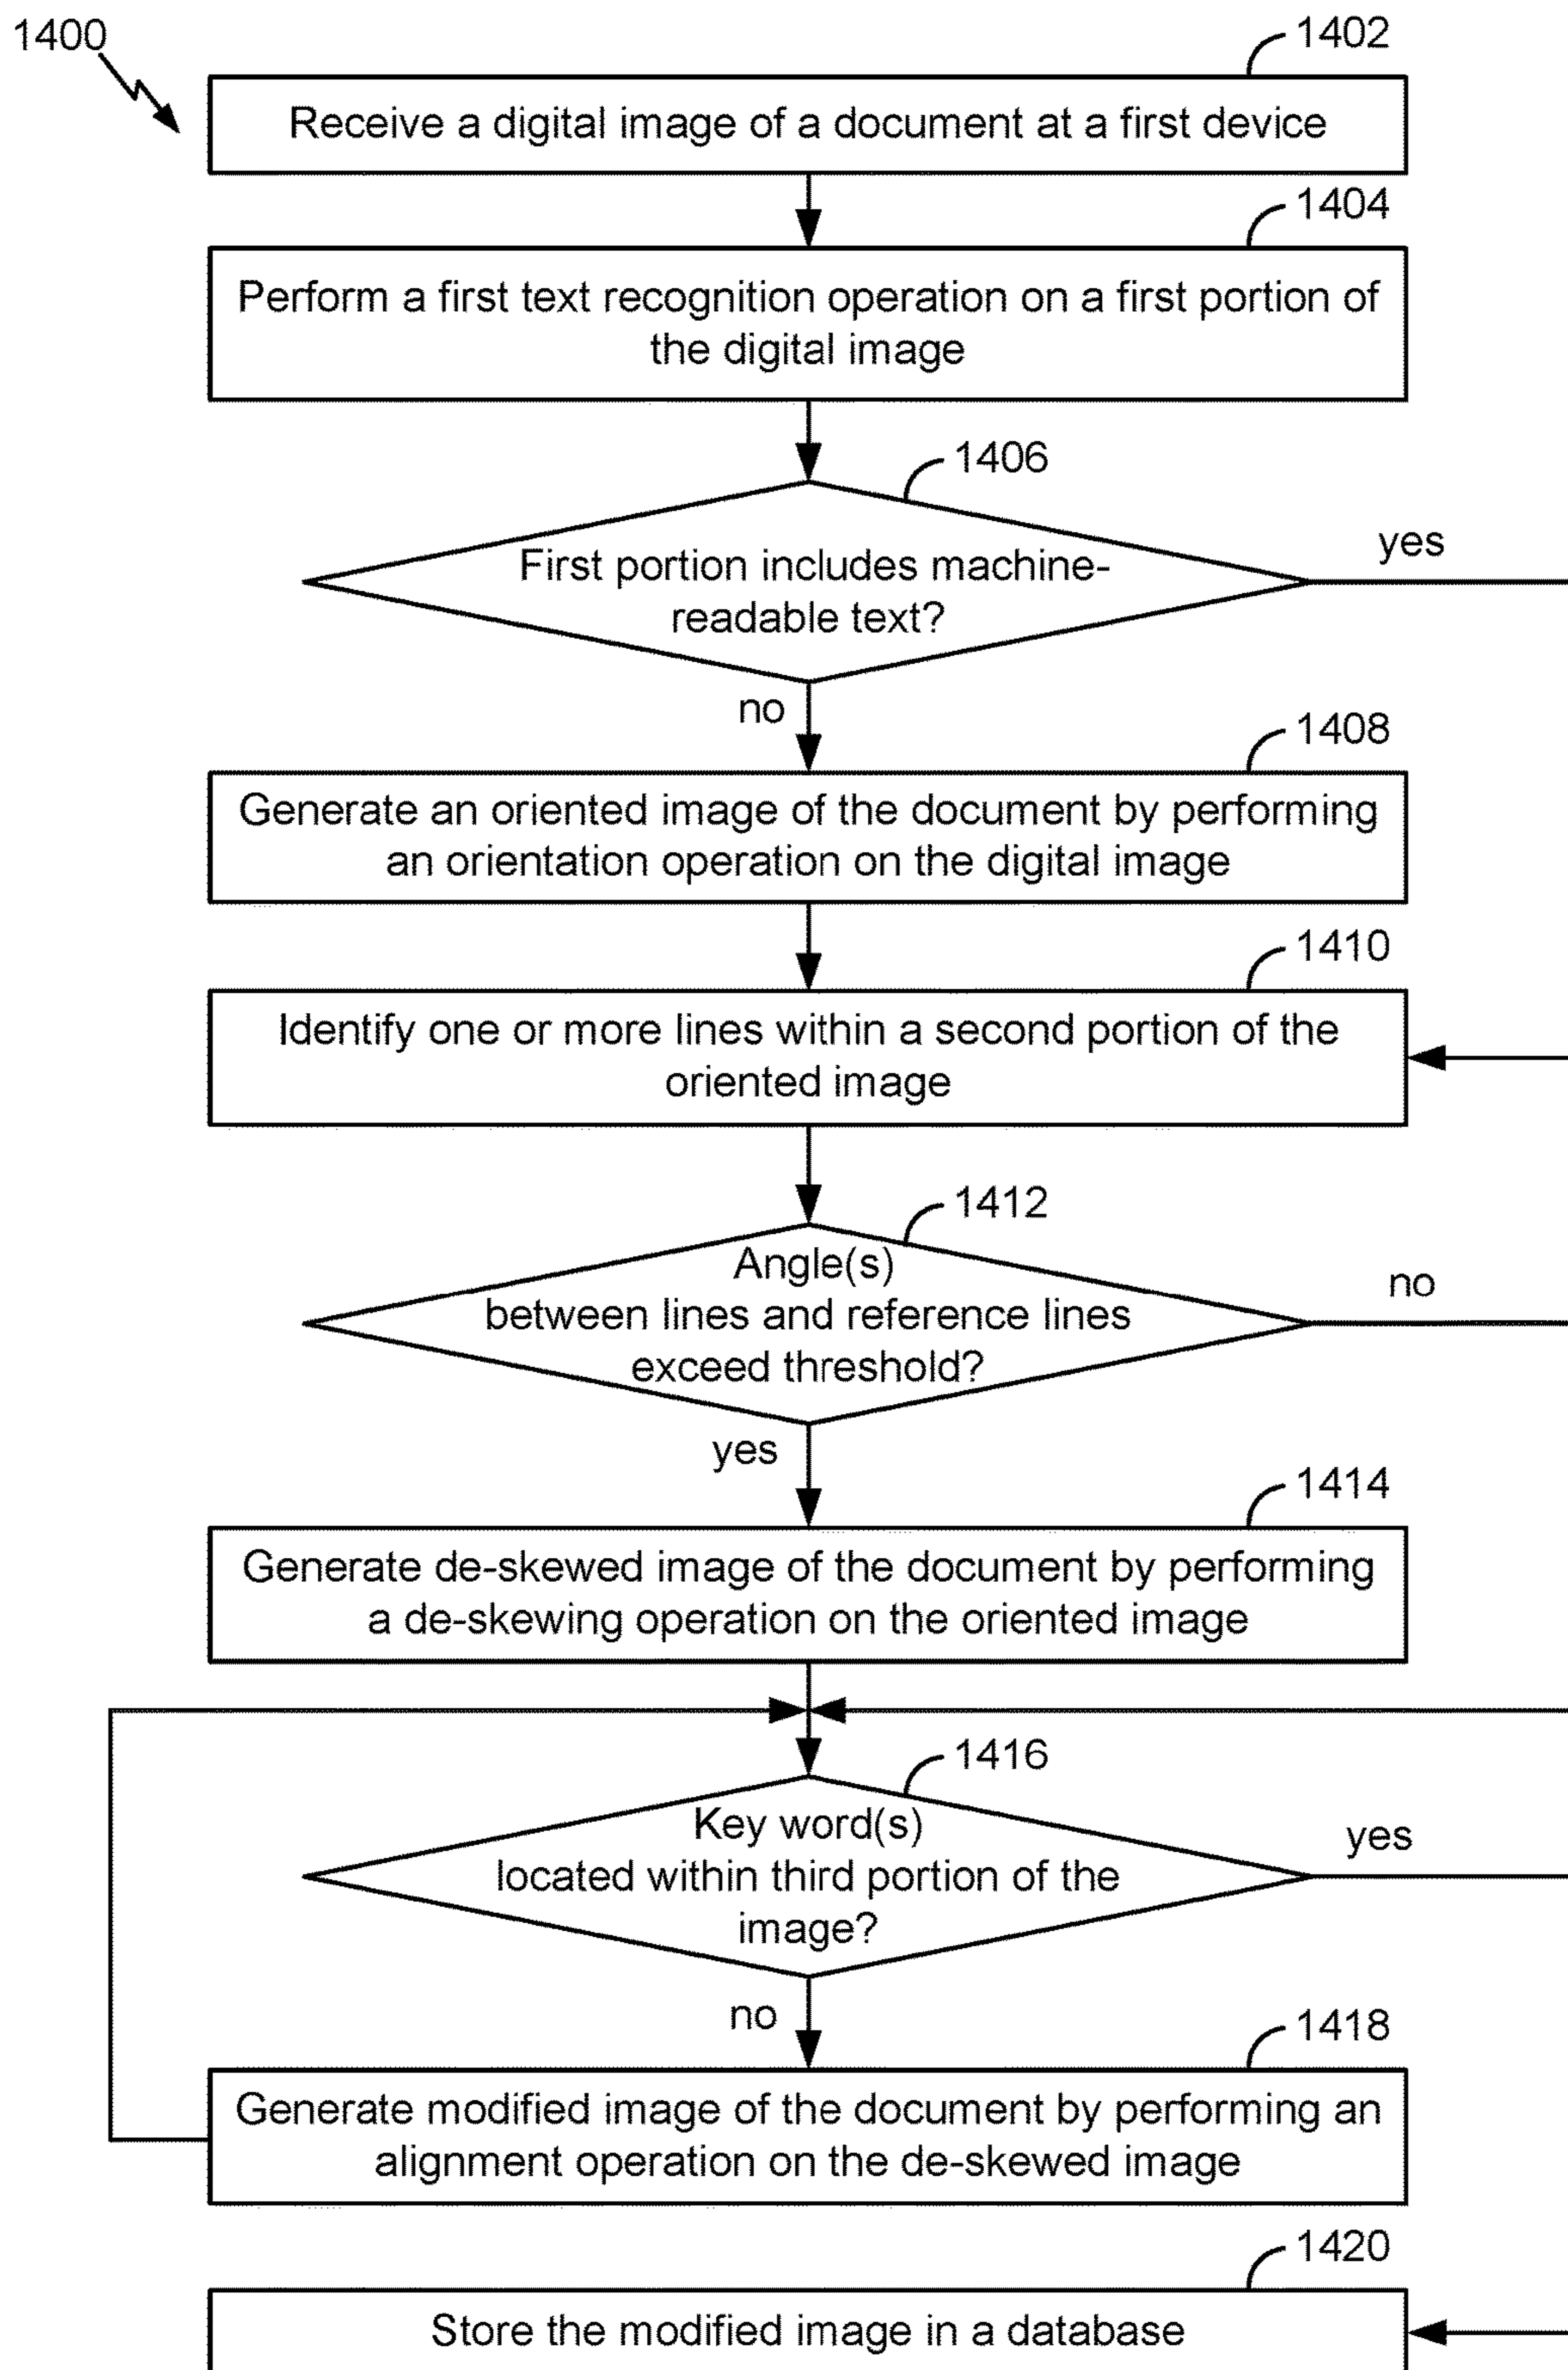 1400
1402
Receive a digital image of a document at a first device
1404
Perform a first text recognition operation on a first portion of
the digital image
1406
First portion includes machine-
readable text?
yes
no
1408
Generate an oriented image of the document by performing
an orientation operation on the digital image
1410
Identify one or more lines within a second portion of the
oriented image
1412
Angle(s)
between lines and reference lines
exceed threshold?
no
yes
1414
Generate de-skewed image of the document by performing
a de-skewing operation on the oriented image
1416
Key word(s)
located within third portion of the
image?
yes
no
1418
Generate modified image of the document by performing an
alignment operation on the de-skewed image
1420
Store the modified image in a database